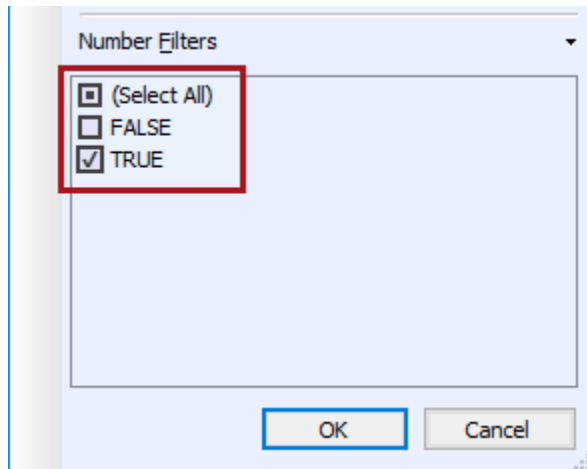 Number Filters
(Select All)
FALSE
TRUE
OK
Cancel